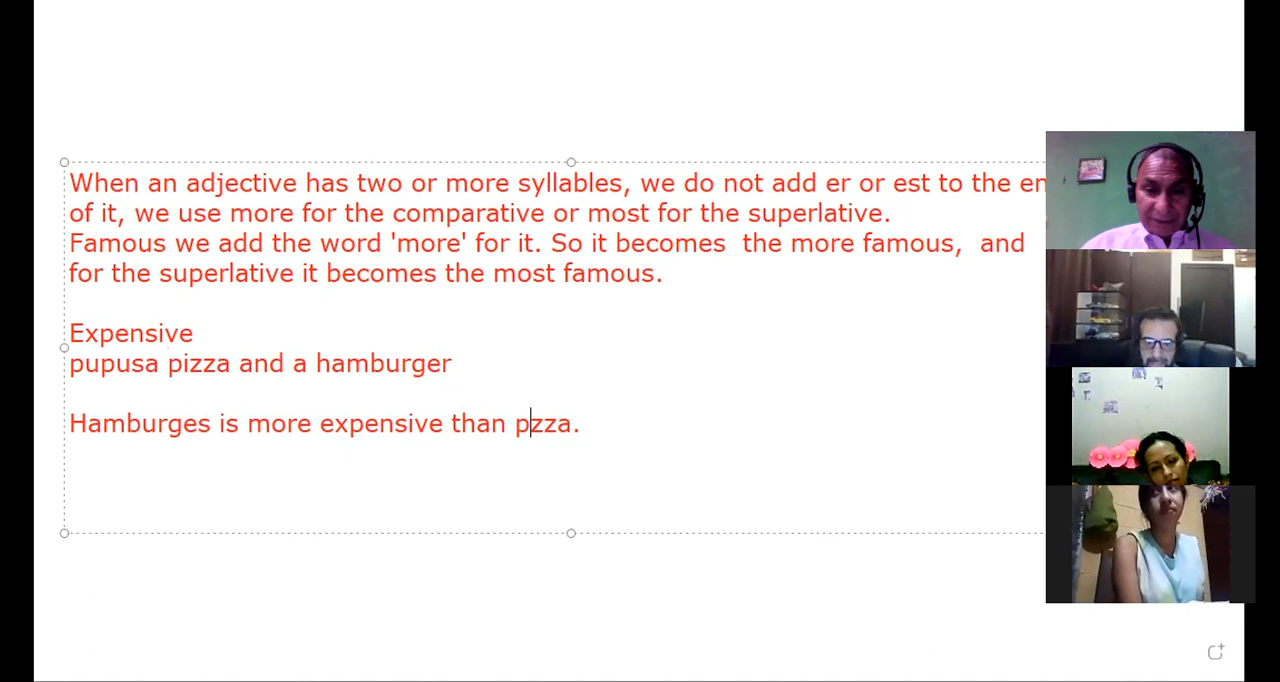 When an adjective has two or more syllables, we do not add er or est to the en
of it, we use more for the comparative or most for the superlative.
Famous we add the word 'more' for it. So it becomes the more famous, and
for the superlative it becomes the most famous.
Expensive
pupusa pizza and a hamburger
Hamburges is more expensive than pzza.